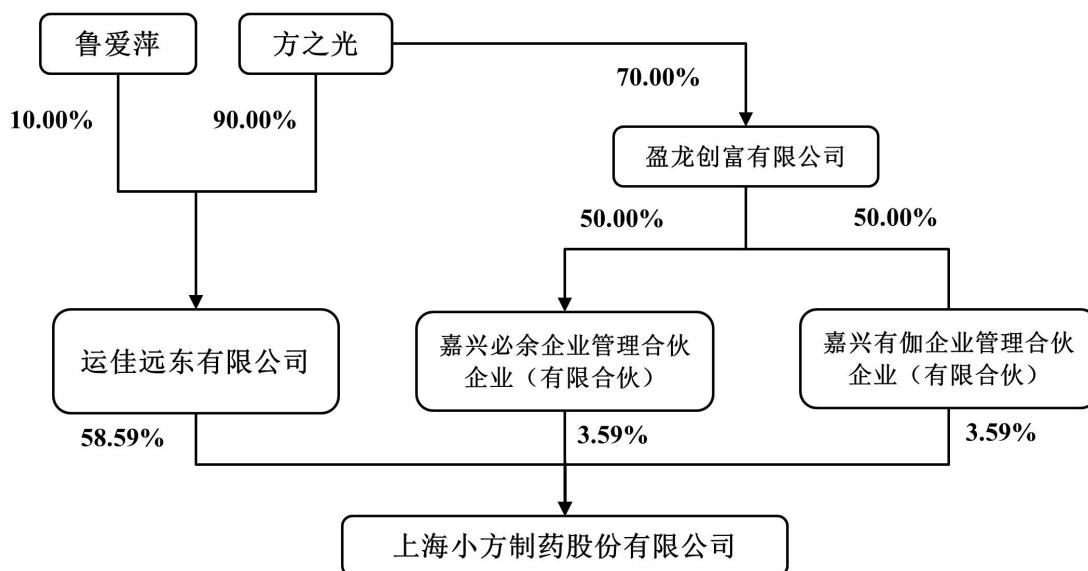 鲁爱萍
方之光
70.00%
10.00%
90.00%
盈龙创富有限公司
50.00%
50.00%
运佳远东有限公司
嘉兴必余企业管理合伙
企业（有限合伙）
嘉兴有伽企业管理合伙
企业（有限合伙）
58.59%
3.59%
3.59%
上海小方制药股份有限公司